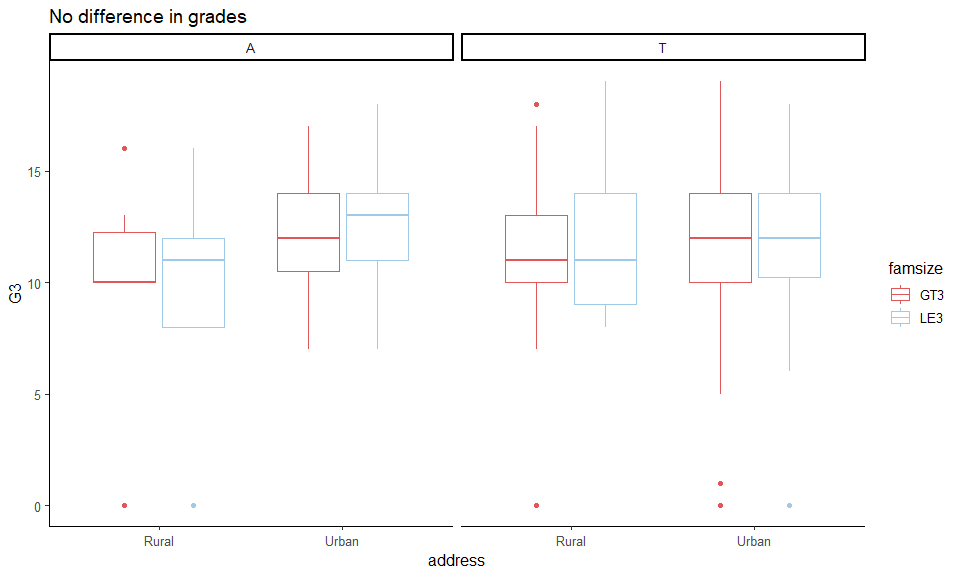 No difference in grades
A
T
15
10
5
0
G3
Rural
Urban
Rural
Urban
address
famsize
GT3
LE3